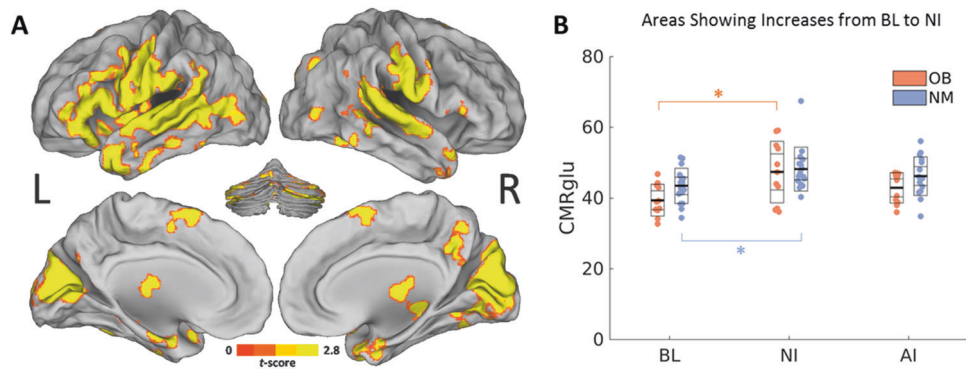 A
L
R
0
2.8
t-score
B
Areas Showing Increases from BL to NI
OB
NM
CMRglu
80
60
40
20
0
*
*
BL
NI
AI